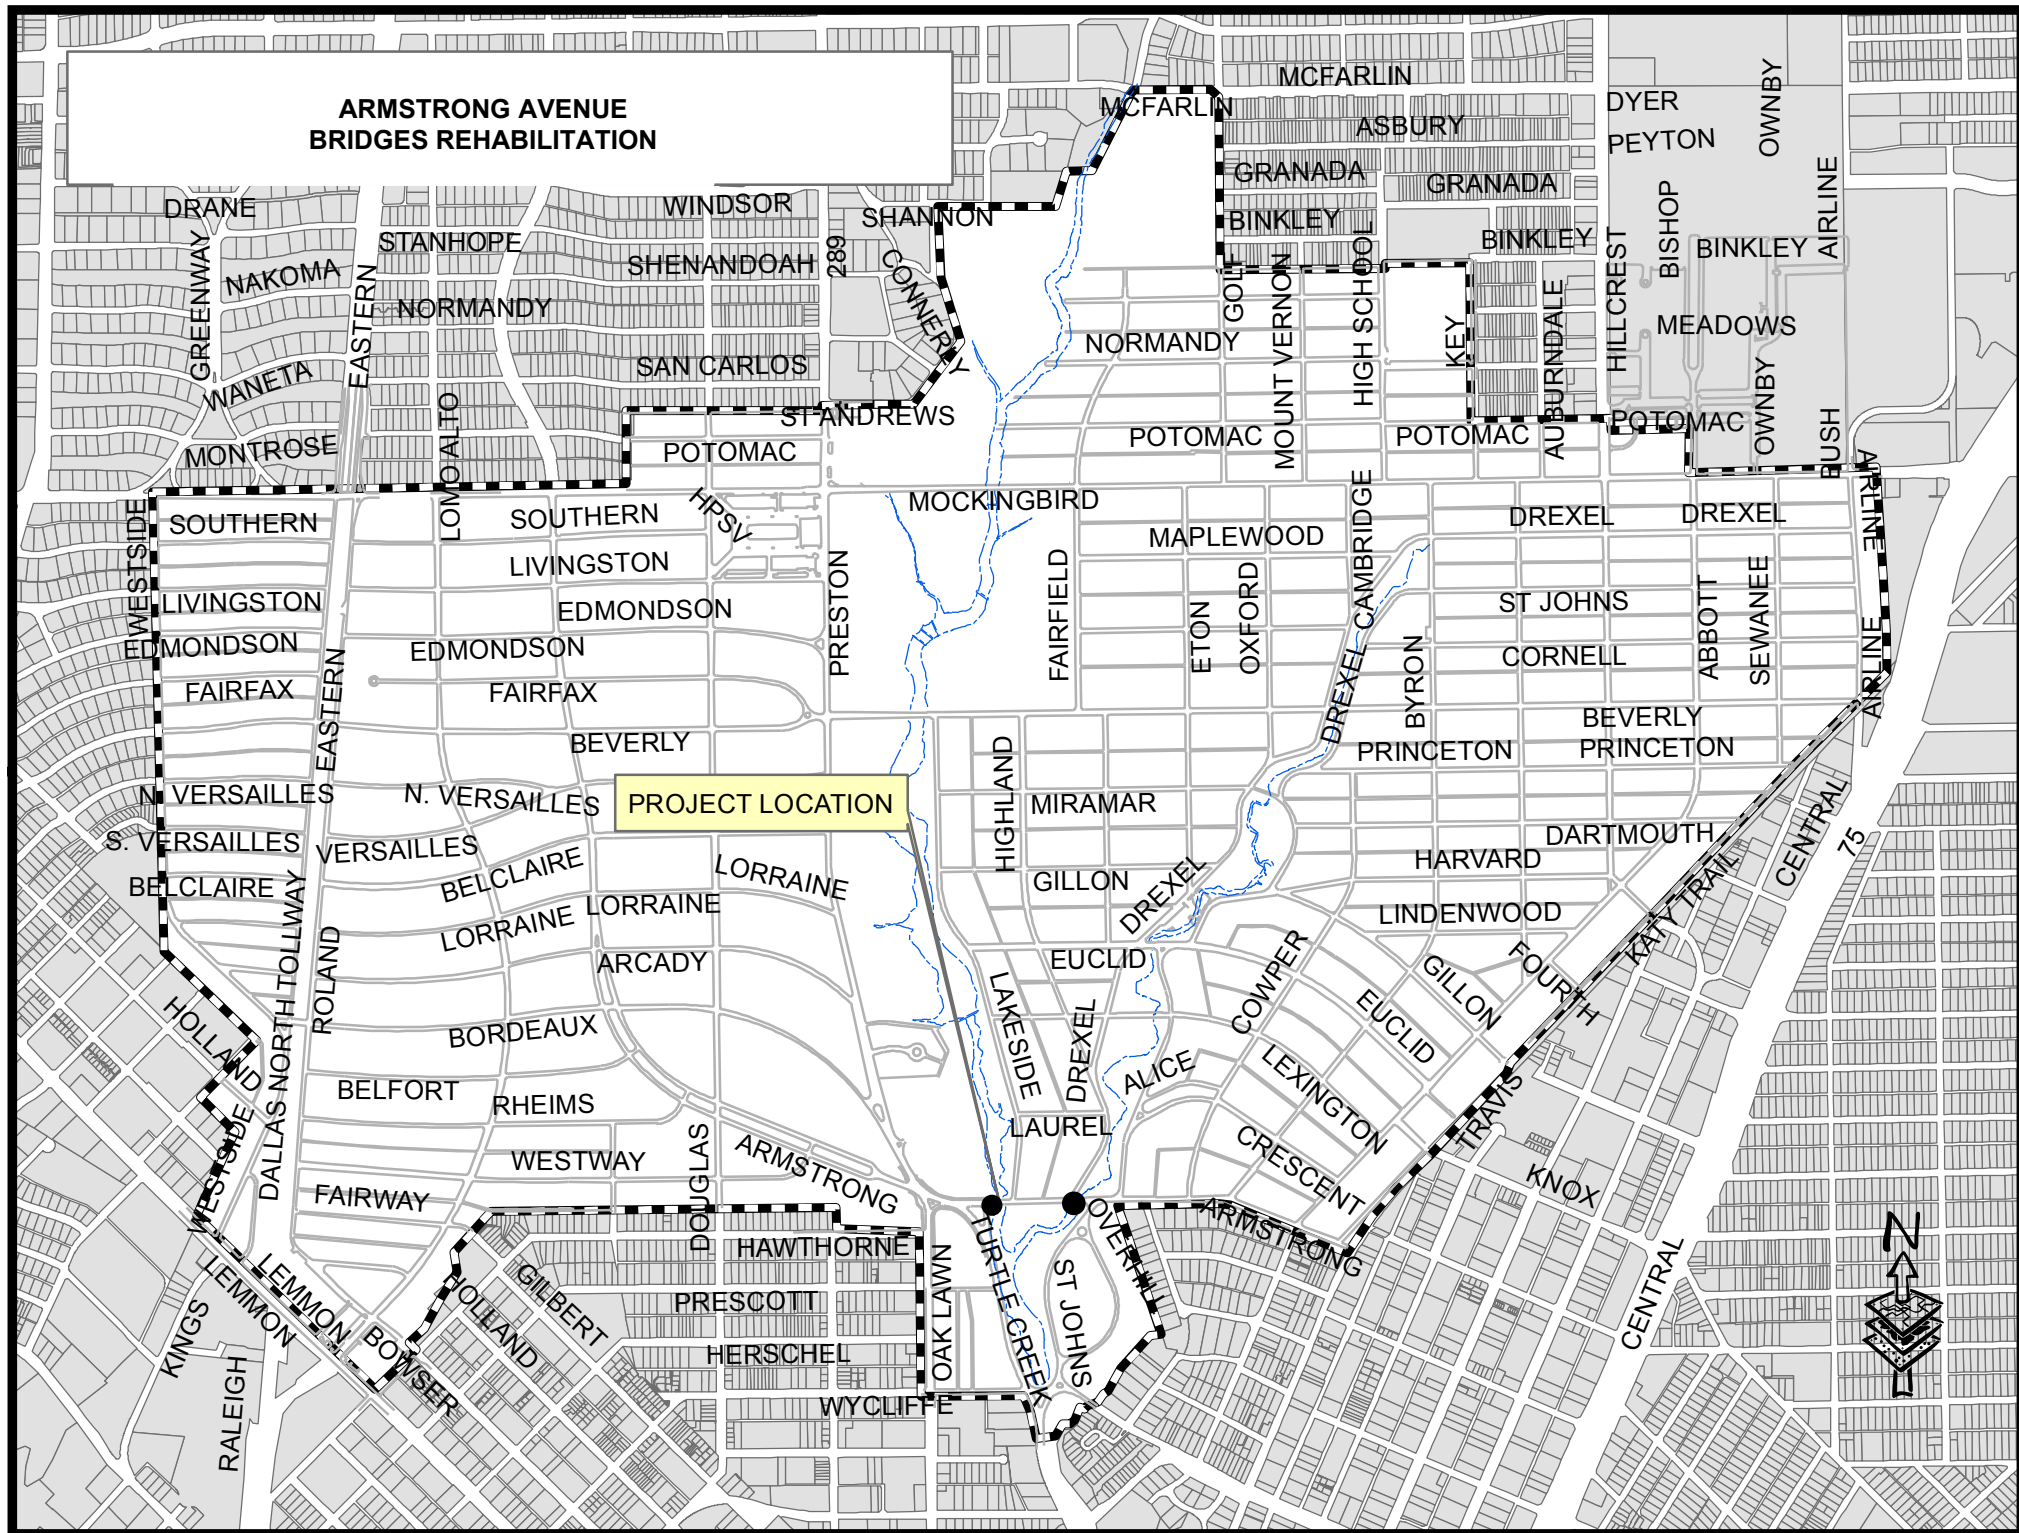 ARMSTRONG AVENUE
BRIDGES REHABILITATION
MCFARLIN
MCFARLIN
DYER
OWNBY
ASBURY
PEYTON
GRANADA
GRANADA
AIRLINE
DRANE
WINDSOR
SHANNON
BINKLEY
BINKLEY
BISHOP
BINKLEY
STANHOPE
289
SHENANDOAH
CONNERLY
GREENWAY
NAKOMA
EASTERN
NORMANDY
GOLF
MOUNT VERNON
HIGH SCHOOL
KEY
AUBURNDALE
HILLCREST
MEADOWS
NORMANDY
SAN CARLOS
WANETA
LOMO ALTO
ST ANDREWS
MONTROSE
POTOMAC
POTOMAC
POTOMAC
POTOMAC
OWNBY
BUSH
AIRLINE
WESTSIDE
SOUTHERN
SOUTHERN
HPSV
MOCKINGBIRD
MAPLEWOOD
CAMBRIDGE
DREXEL
DREXEL
LIVINGSTON
PRESTON
FAIRFIELD
ETON
OXFORD
LIVINGSTON
EDMONDSON
ST JOHNS
ABBOTT
SEWANEE
EDMONDSON
EDMONDSON
DREXEL
BYRON
CORNELL
AIRLINE
FAIRFAX
FAIRFAX
EASTERN
BEVERLY
BEVERLY
HIGHLAND
PRINCETON
PRINCETON
N. VERSAILLES
N. VERSAILLES
PROJECT LOCATION
MIRAMAR
CENTRAL
75
S. VERSAILLES
VERSAILLES
DARTMOUTH
HARVARD
BELCLAIRE
BELCLAIRE
LORRAINE
GILLON
DREXEL
LORRAINE
LORRAINE
LINDENWOOD
KATY TRAIL
DALLAS NORTH TOLLWAY
ROLAND
ARCADY
EUCLID
COWPER
GILLON
FOURTH
LAKESIDE
HOLLAND
BORDEAUX
DREXEL
EUCLID
ALICE
LEXINGTON
BELFORT
RHEIMS
LAUREL
TRAVIS
WESTSIDE
DOUGLAS
ARMSTRONG
WESTWAY
CRESCENT
KNOX
FAIRWAY
OVERHILL
ARMSTRONG
TURTLE CREEK
HAWTHORNE
OAK LAWN
ST JOHNS
N
LEMMON
LEMMON
HOLLAND
GILBERT
PRESCOTT
CENTRAL
KINGS
BOWSER
HERSCHEL
RALEIGH
WYCLIFFE